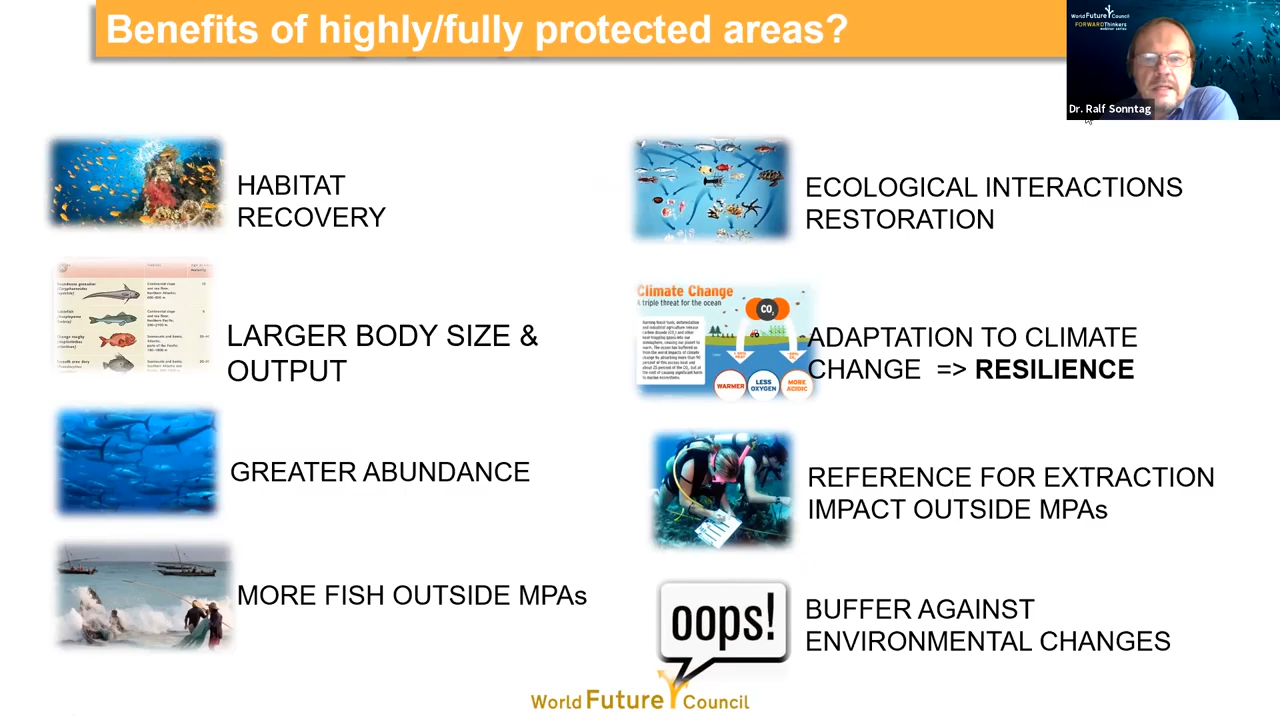 Benefits of highly/fully protected areas?
World Future Council
FORWARDThinkers
webinar series
Dr. Ralf Sonntag
HABITAT
RECOVERY
LARGER BODY SIZE &
OUTPUT
GREATER ABUNDANCE
MORE FISH OUTSIDE MPAs
ECOLOGICAL INTERACTIONS
RESTORATION
Climate Change
A triple threat for the ocean
CO₂
WARMER
LESS
OXYGEN
MORE
ACIDIC
ADAPTATION TO CLIMATE
CHANGE => RESILIENCE
REFERENCE FOR EXTRACTION
IMPACT OUTSIDE MPAs
oops!
BUFFER AGAINST
ENVIRONMENTAL CHANGES
World Future Council